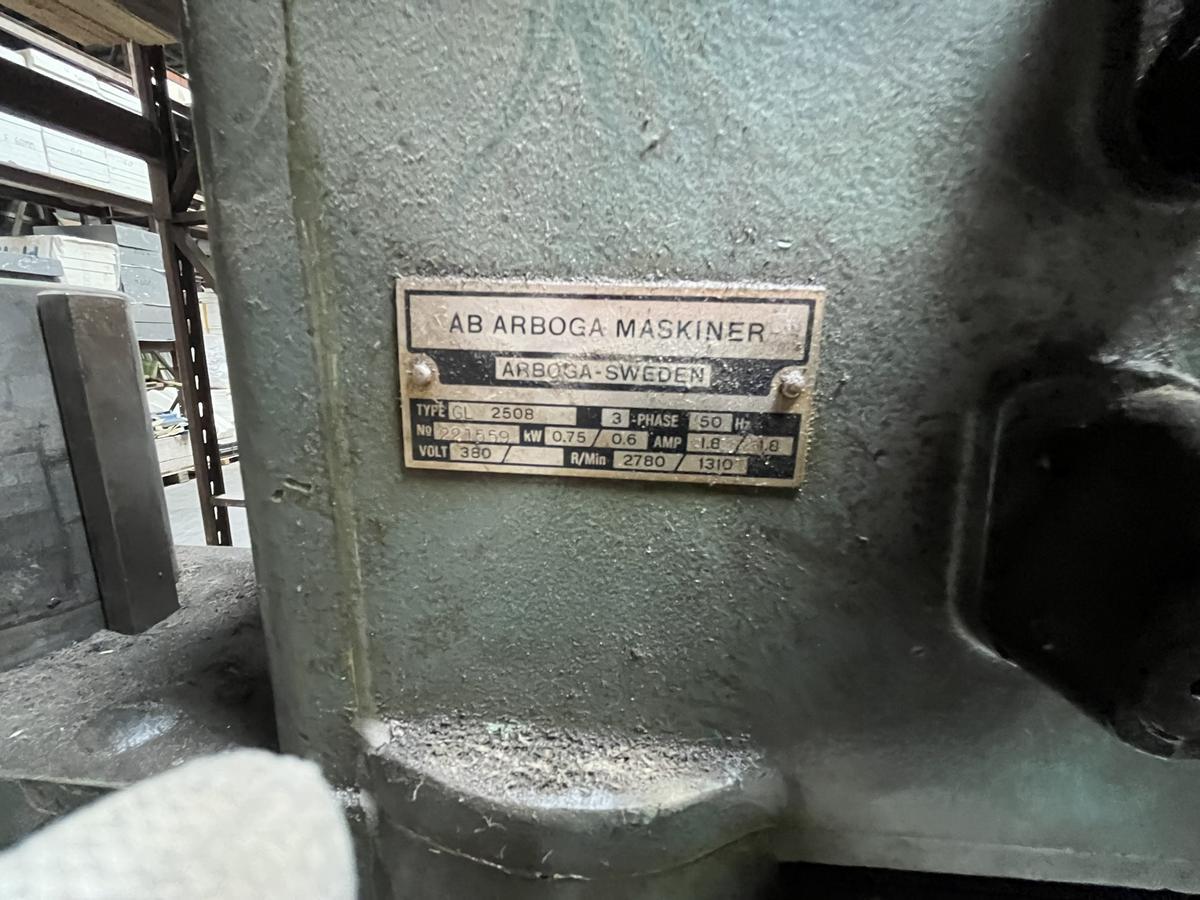 AB ARBOGA MASKINER
ARBOGA-SWEDEN
TYPE GL 2508 3 -PHASE 50 Hz
No 221559 kW 0.75 / 0.6 AMP 1.8 / 1.8
VOLT 380 / R/Min 2780 / 1310